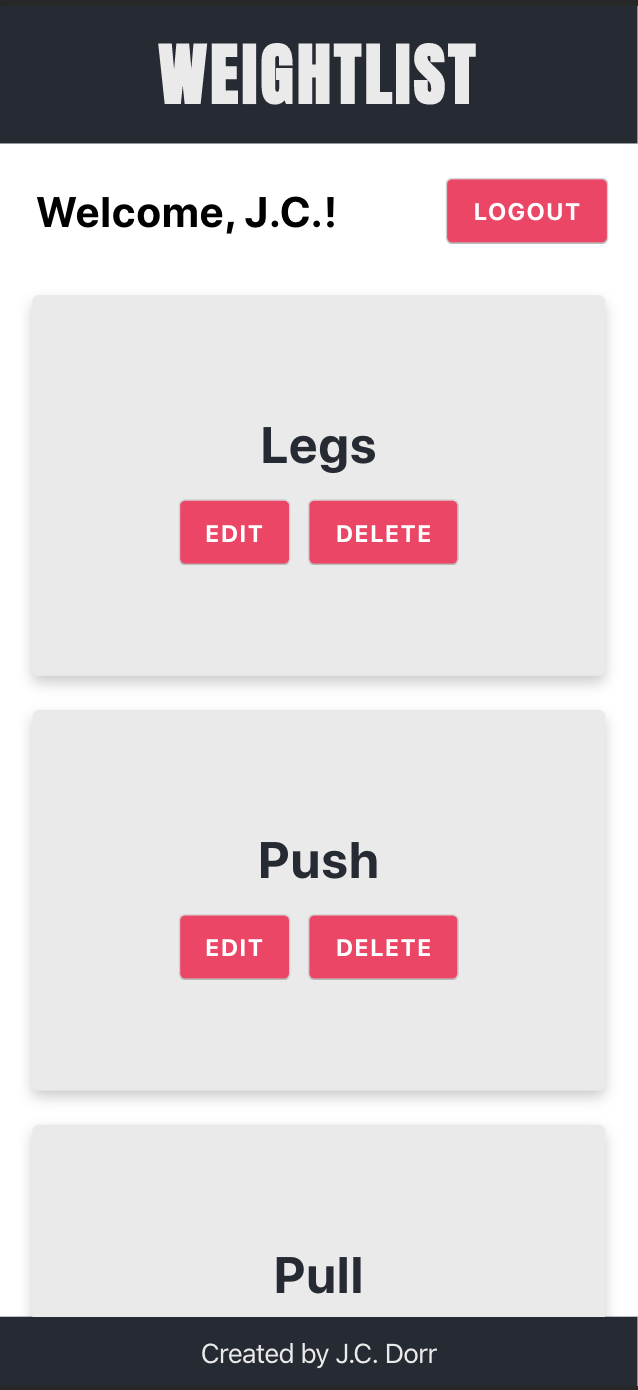 WEIGHTLIST
Welcome, J.C.!
LOGOUT
Legs
EDIT DELETE
Push
EDIT DELETE
Pull
Created by J.C. Dorr